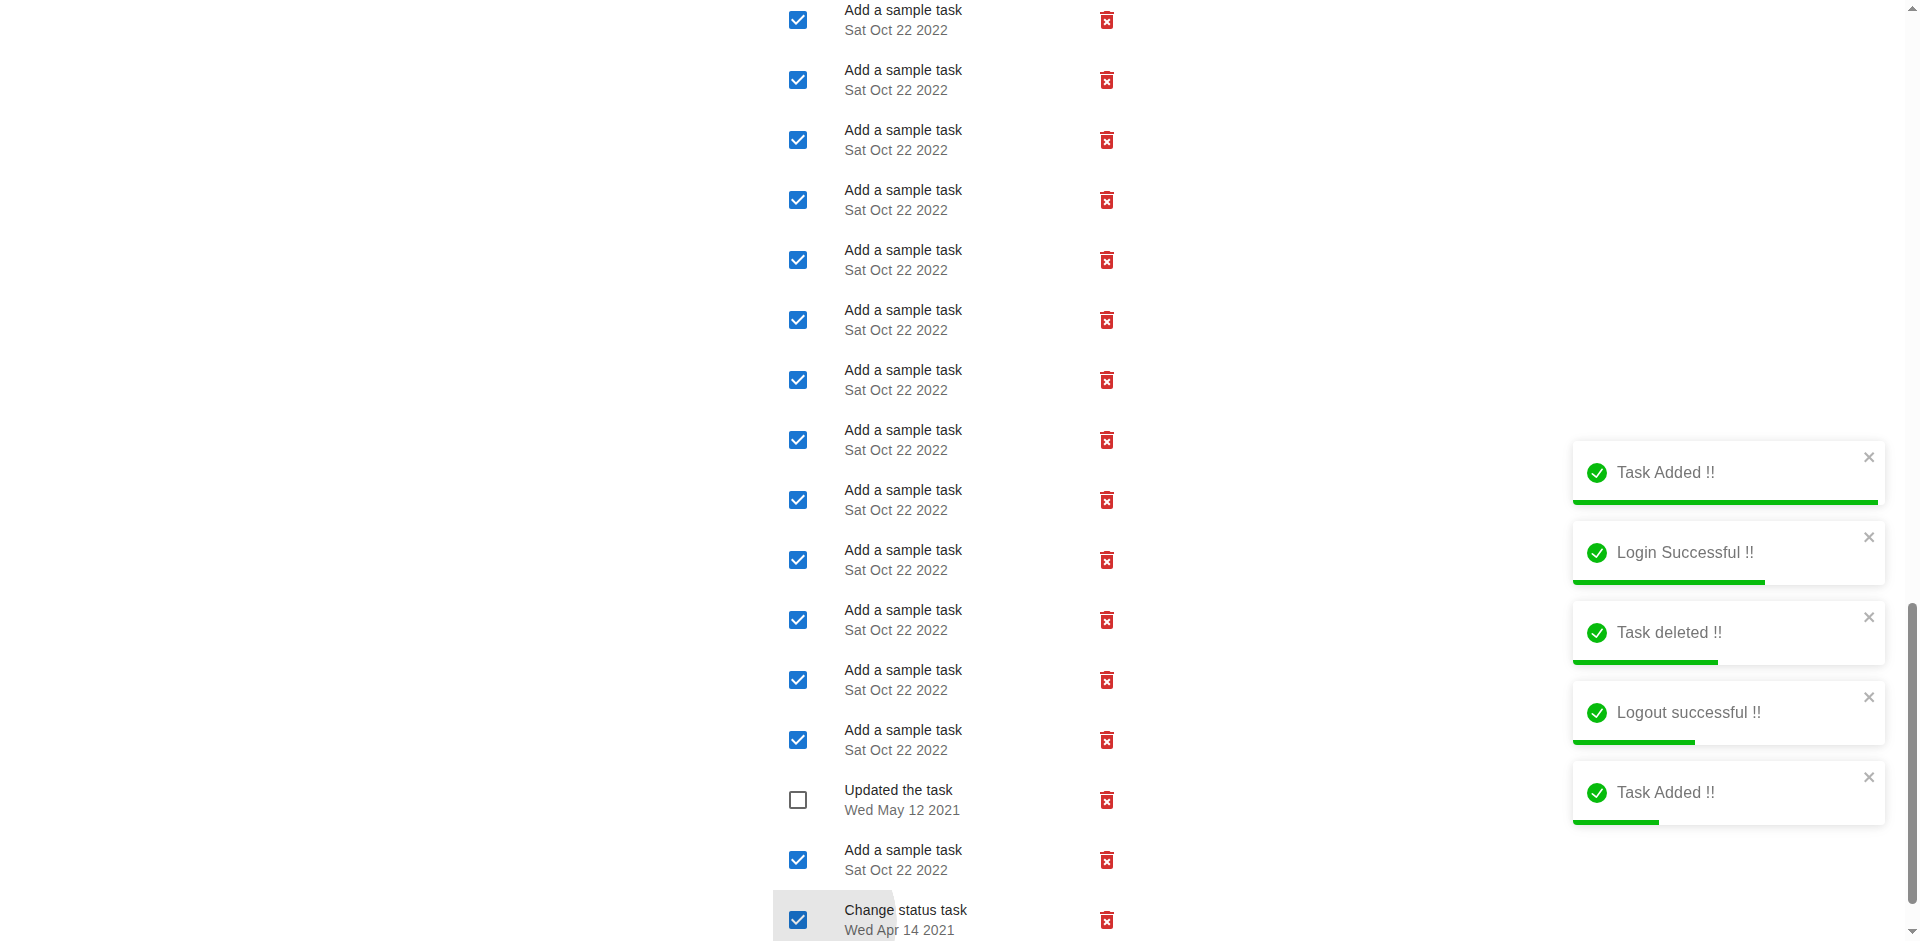 Add a sample task
Sat Oct 22 2022
Add a sample task
Sat Oct 22 2022
Add a sample task
Sat Oct 22 2022
Add a sample task
Sat Oct 22 2022
Add a sample task
Sat Oct 22 2022
Add a sample task
Sat Oct 22 2022
Add a sample task
Sat Oct 22 2022
Add a sample task
Sat Oct 22 2022
Add a sample task
Sat Oct 22 2022
Add a sample task
Sat Oct 22 2022
Add a sample task
Sat Oct 22 2022
Add a sample task
Sat Oct 22 2022
Add a sample task
Sat Oct 22 2022
Updated the task
Wed May 12 2021
Add a sample task
Sat Oct 22 2022
Change status task
Wed Apr 14 2021
Task Added !!
Login Successful !!
Task deleted !!
Logout successful !!
Task Added !!